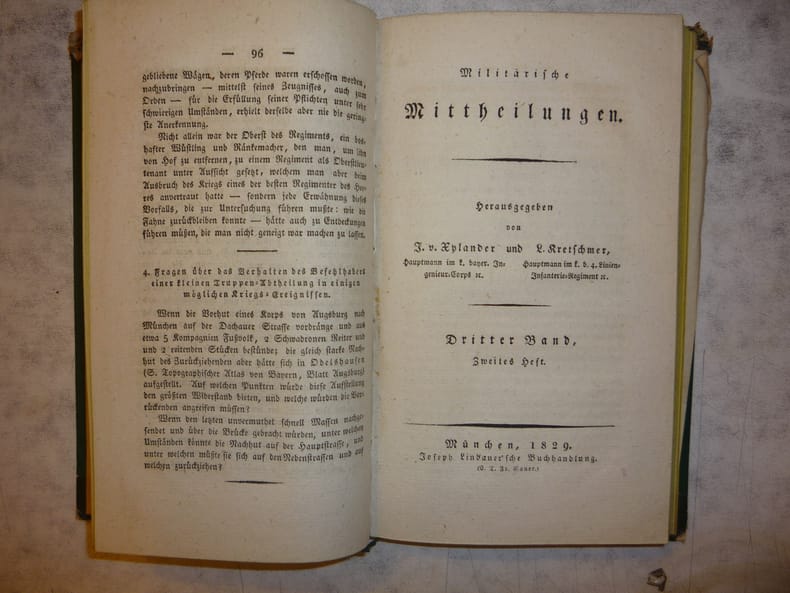 — 96 —
gebliebene Wägen, deren Pferde waren erschossen worden,
nachzubringen — mittelst seines Zeugnisses, auch zum
Orden — für die Erfüllung seiner Pflichten unter sehr
schwierigen Umständen, erhielt derselbe aber nie die gering-
ste Anerkennung.
Nicht allein war der Oberst des Regiments, ein bos-
hafter Wüstling und Ränkemacher, den man, um ihn
von Hof zu entfernen, zu einem Regiment als Oberstlieu-
tenant unter Aufsicht gesetzt, welchem man aber beim
Ausbruch des Kriegs eines der besten Regimenter des Hee-
res anvertraut hatte — sondern jede Erwähnung dieses
Vorfalls, die zur Untersuchung führen mußte: wie die
Fahne zurückbleiben konnte — hätte auch zu Entdeckungen
führen müßen, die man nicht geneigt war machen zu lassen.
4. Fragen über das Verhalten des Befehlhabers
einer kleinen Truppen-Abtheilung in einigen
möglichen Kriegs-Ereignissen.
Wenn die Vorhut eines Korps von Augsburg nach
München auf der Dachauer Strasse vordränge und aus
etwa 5 Kompagnien Fußvolk, 2 Schwadronen Reiter und
und 2 reitenden Stücken bestünde; die gleich starke Nach-
hut des Zurückziehenden aber hätte sich in Odelshausen
(S. Topographischer Atlas von Bayern, Blatt Augsburg)
aufgestellt. Auf welchen Punkten würde diese Aufstellung
den größten Widerstand bieten, und welche würden die Vor-
rückenden angreifen müssen?
Wenn den letzten unvermuthet schnell Massen nachge-
sendet und über die Brücke gebracht würden, unter welchen
Umständen könnte die Nachhut auf der Hauptstrasse, und
unter welchen müßte sie sich auf den Nebenstrassen und auf
welchen zurückziehen?
Militärische
Mittheilungen.
Herausgegeben
von
J. v. Xylander und L. Kretschmer,
Hauptmann im k. bayer. In- Hauptmann im k. b. 4. Linien-
genieur-Corps ꝛc. Infanterie-Regiment ꝛc.
Dritter Band,
Zweites Heft.
München, 1829.
Joseph Lindauer'sche Buchhandlung.
(C. T. Fr. Sauer.)